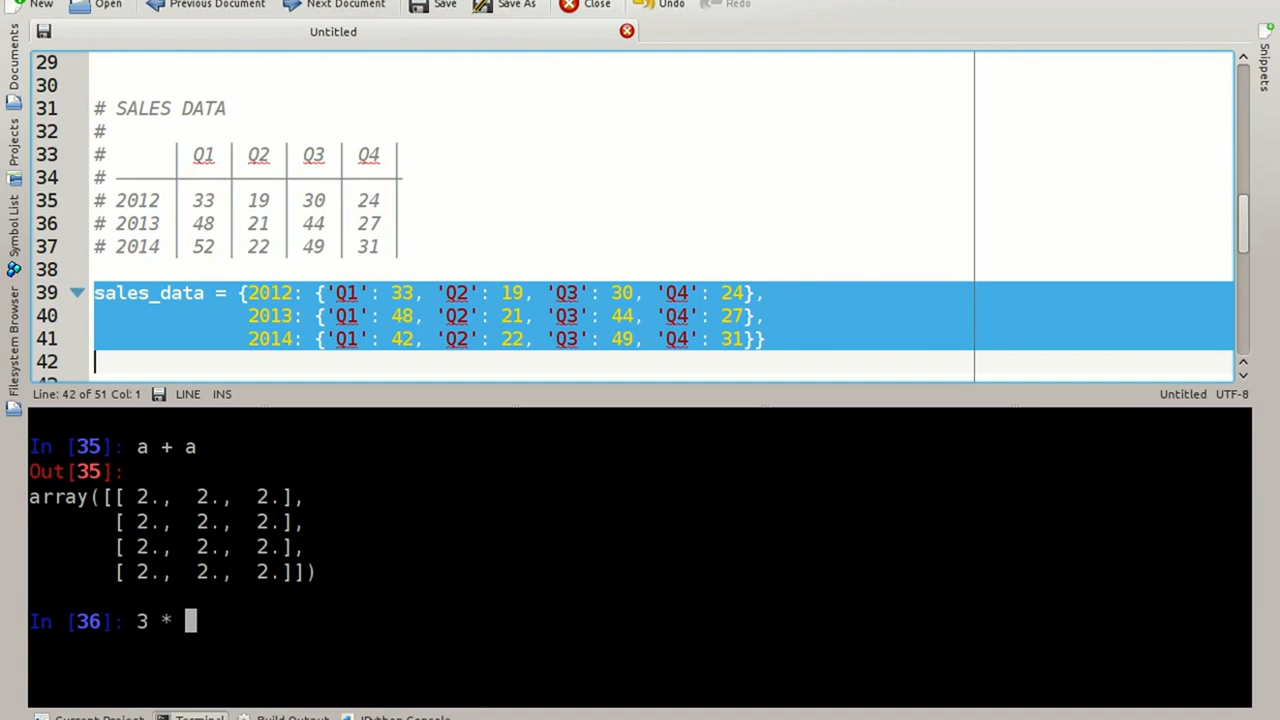 New Open Previous Document Next Document Save Save As Close Undo Redo
Untitled
Documents
Projects
Symbol List
Filesystem Browser
Snippets
29
30
31 # SALES DATA
32 #
33 # Q1 Q2 Q3 Q4
34 #
35 # 2012 33 19 30 24
36 # 2013 48 21 44 27
37 # 2014 52 22 49 31
38
39 sales_data = {2012: {'Q1': 33, 'Q2': 19, 'Q3': 30, 'Q4': 24},
40 2013: {'Q1': 48, 'Q2': 21, 'Q3': 44, 'Q4': 27},
41 2014: {'Q1': 42, 'Q2': 22, 'Q3': 49, 'Q4': 31}}
42
Line: 42 of 51 Col: 1 LINE INS Untitled UTF-8
In [35]: a + a
Out[35]:
array([[ 2., 2., 2.],
[ 2., 2., 2.],
[ 2., 2., 2.],
[ 2., 2., 2.]])
In [36]: 3 *
Current Project Terminal Build Output IPython Console